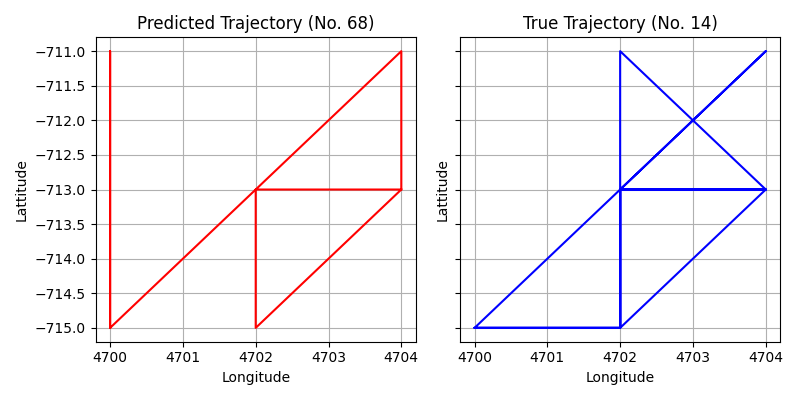 Predicted Trajectory (No. 68)
True Trajectory (No. 14)
−711.0
−711.5
−712.0
−712.5
−713.0
−713.5
−714.0
−714.5
−715.0
Lattitude
Lattitude
4700 4701 4702 4703 4704
4700 4701 4702 4703 4704
Longitude
Longitude